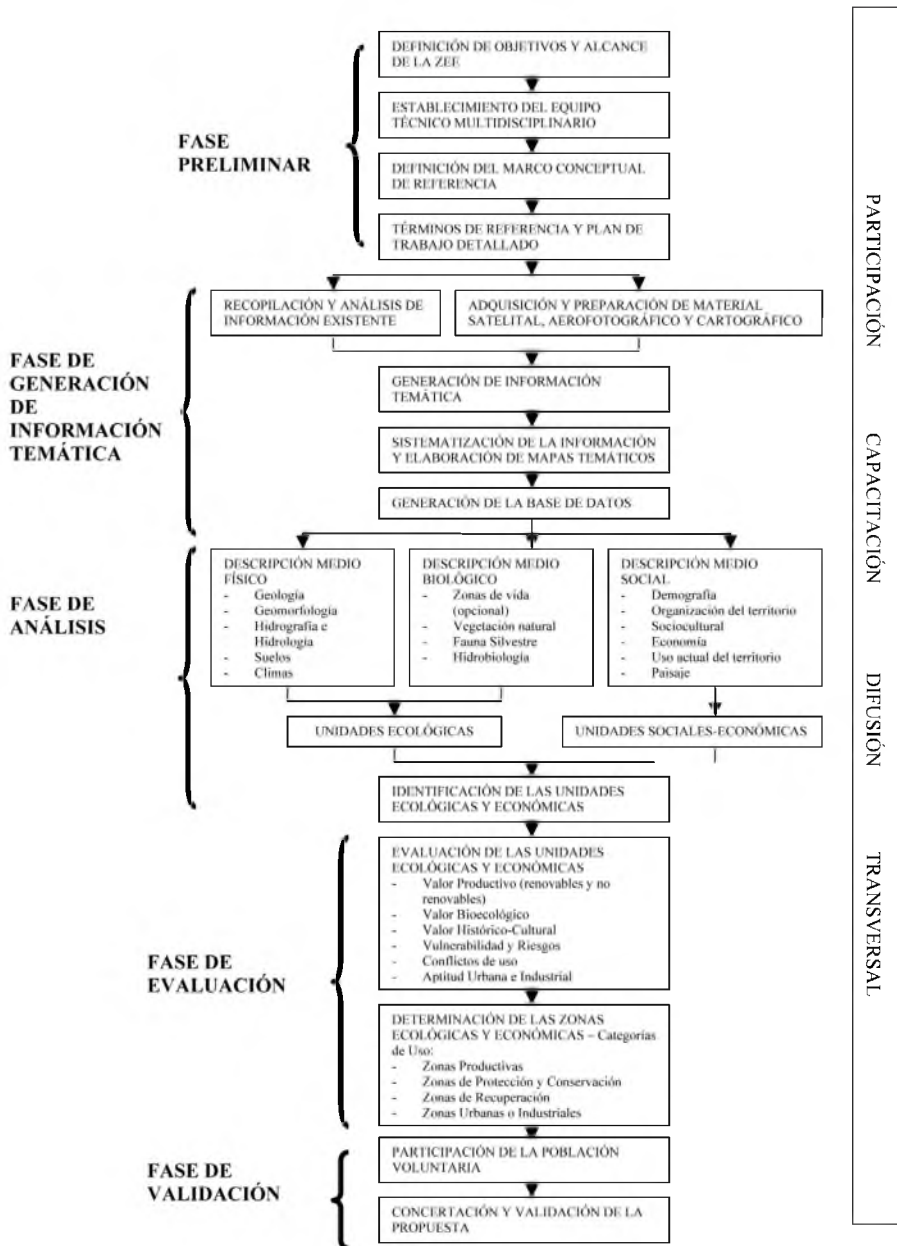 DEFINICIÓN DE OBJETIVOS Y ALCANCE
DE LA ZEE
ESTABLECIMIENTO DEL EQUIPO
TÉCNICO MULTIDISCIPLINARIO
FASE
PRELIMINAR
DEFINICIÓN DEL MARCO CONCEPTUAL
DE REFERENCIA
TÉRMINOS DE REFERENCIA Y PLAN DE
TRABAJO DETALLADO
RECOPILACIÓN Y ANÁLISIS DE
INFORMACIÓN EXISTENTE
ADQUISICIÓN Y PREPARACIÓN DE MATERIAL
SATELITAL, AEROFOTOGRÁFICO Y CARTOGRÁFICO
FASE DE
GENERACIÓN
DE
INFORMACIÓN
TEMÁTICA
GENERACIÓN DE INFORMACIÓN
TEMÁTICA
SISTEMATIZACIÓN DE LA INFORMACIÓN
Y ELABORACIÓN DE MAPAS TEMÁTICOS
GENERACIÓN DE LA BASE DE DATOS
FASE DE
ANÁLISIS
DESCRIPCIÓN MEDIO
FÍSICO
- Geología
- Geomorfología
- Hidrografía e
Hidrología
- Suelos
- Climas
DESCRIPCIÓN MEDIO
BIOLÓGICO
- Zonas de vida
(opcional)
- Vegetación natural
- Fauna Silvestre
- Hidrobiología
DESCRIPCIÓN MEDIO
SOCIAL
- Demografía
- Organización del territorio
- Sociocultural
- Economía
- Uso actual del territorio
- Paisaje
UNIDADES ECOLÓGICAS
UNIDADES SOCIALES-ECONÓMICAS
IDENTIFICACIÓN DE LAS UNIDADES
ECOLÓGICAS Y ECONÓMICAS
FASE DE
EVALUACIÓN
EVALUACIÓN DE LAS UNIDADES
ECOLÓGICAS Y ECONÓMICAS
- Valor Productivo (renovables y no
renovables)
- Valor Bioecológico
- Valor Histórico-Cultural
- Vulnerabilidad y Riesgos
- Conflictos de uso
- Aptitud Urbana e Industrial
DETERMINACIÓN DE LAS ZONAS
ECOLÓGICAS Y ECONÓMICAS – Categorías
de Uso:
- Zonas Productivas
- Zonas de Protección y Conservación
- Zonas de Recuperación
- Zonas Urbanas o Industriales
FASE DE
VALIDACIÓN
PARTICIPACIÓN DE LA POBLACIÓN
VOLUNTARIA
CONCERTACIÓN Y VALIDACIÓN DE LA
PROPUESTA
PARTICIPACIÓN CAPACITACIÓN DIFUSIÓN TRANSVERSAL